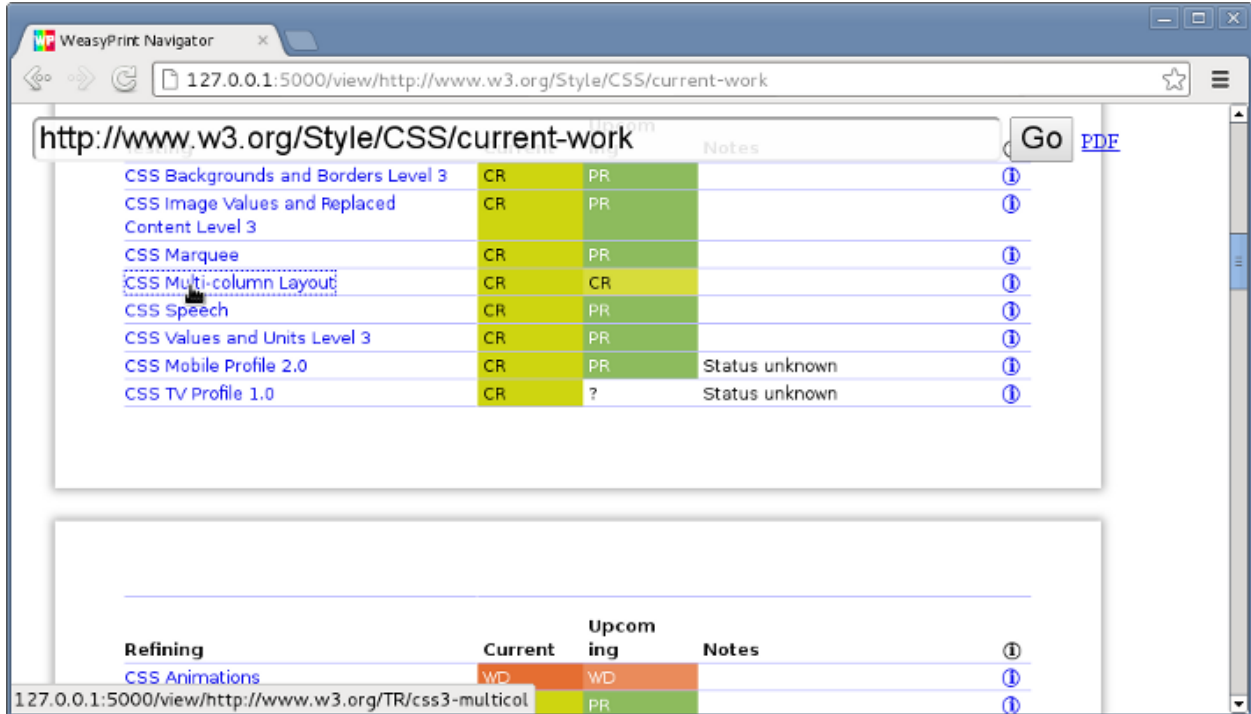 WeasyPrint Navigator
127.0.0.1:5000/view/http://www.w3.org/Style/CSS/current-work
http://www.w3.org/Style/CSS/current-work Go PDF
Upcom
Testing Current ing Notes
CSS Backgrounds and Borders Level 3 CR PR
CSS Image Values and Replaced CR PR
Content Level 3
CSS Marquee CR PR
CSS Multi-column Layout CR CR
CSS Speech CR PR
CSS Values and Units Level 3 CR PR
CSS Mobile Profile 2.0 CR PR Status unknown
CSS TV Profile 1.0 CR ? Status unknown
Upcom
Refining Current ing Notes
CSS Animations WD WD
PR
127.0.0.1:5000/view/http://www.w3.org/TR/css3-multicol